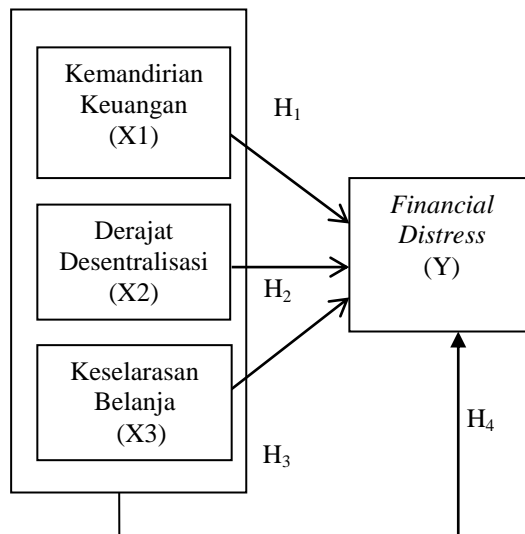 Kemandirian
Keuangan
(X1)
H₁
Derajat
Desentralisasi
(X2)
H₂
Financial
Distress
(Y)
Keselarasan
Belanja
(X3)
H₃
H₄